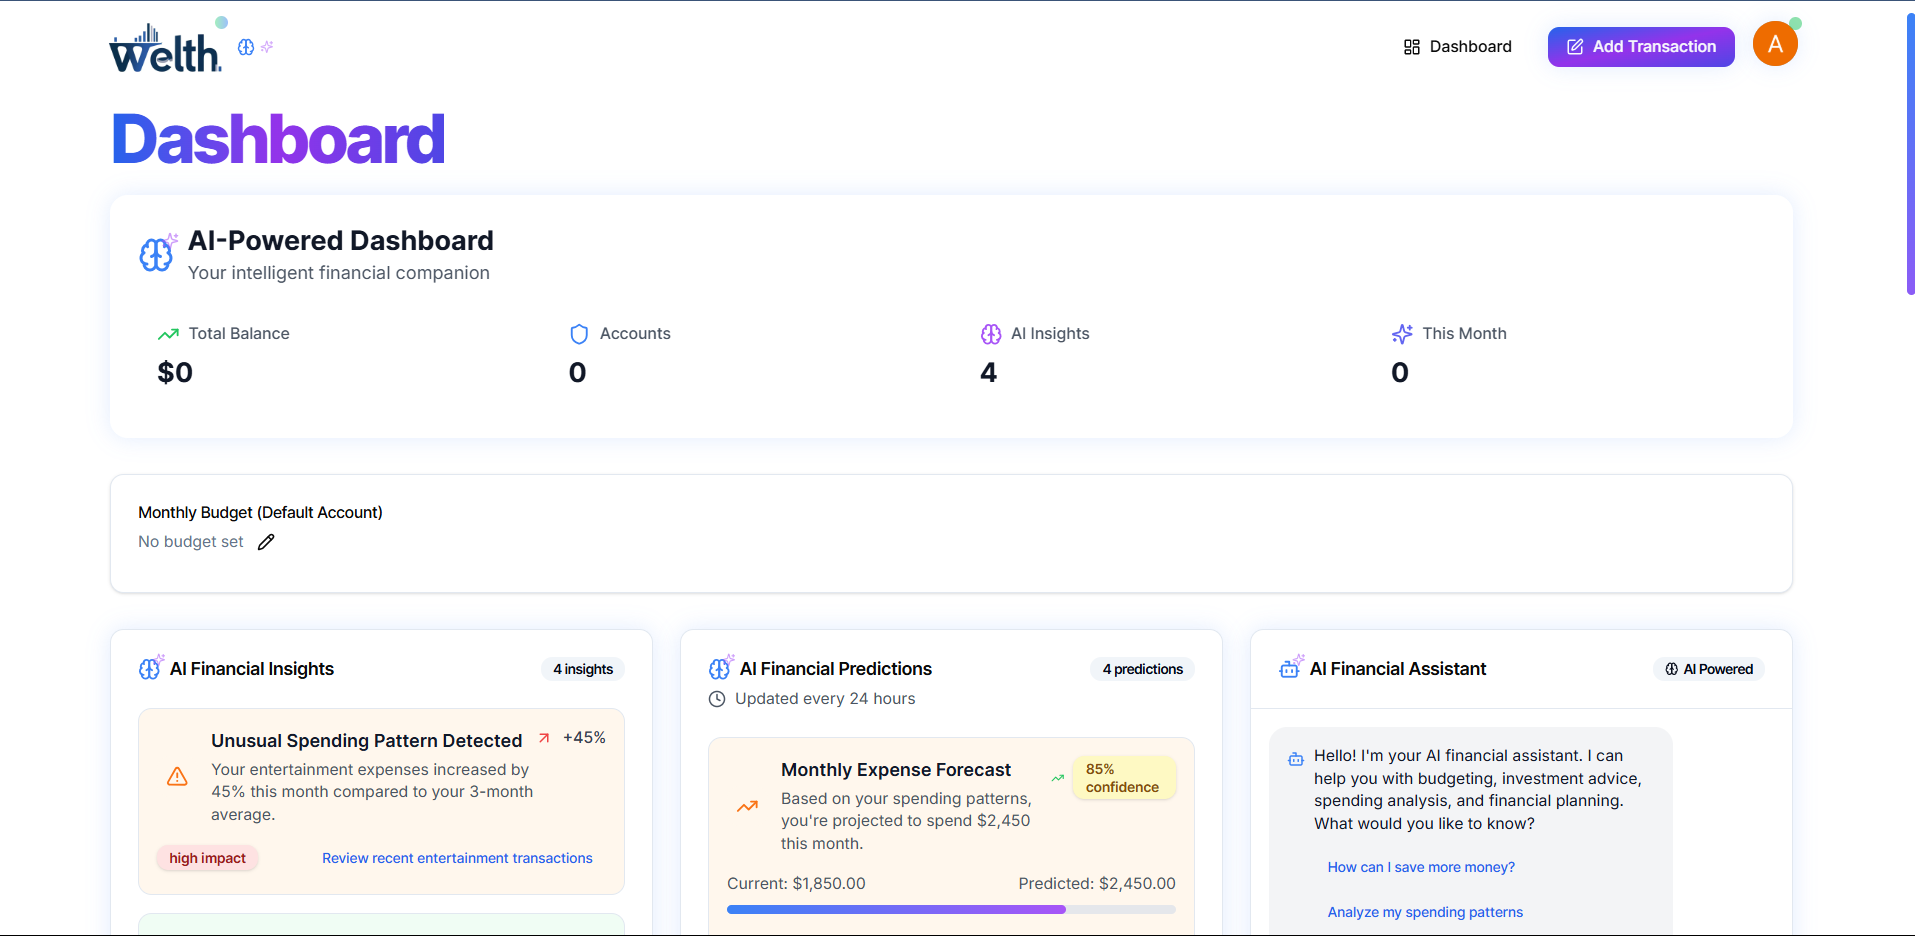 Welth.
Dashboard
Add Transaction
A
Dashboard
AI-Powered Dashboard
Your intelligent financial companion
Total Balance
$0
Accounts
0
AI Insights
4
This Month
0
Monthly Budget (Default Account)
No budget set
AI Financial Insights
4 insights
Unusual Spending Pattern Detected
+45%
Your entertainment expenses increased by
45% this month compared to your 3-month
average.
high impact
Review recent entertainment transactions
AI Financial Predictions
4 predictions
Updated every 24 hours
Monthly Expense Forecast
85%
confidence
Based on your spending patterns,
you're projected to spend $2,450
this month.
Current: $1,850.00
Predicted: $2,450.00
AI Financial Assistant
AI Powered
Hello! I'm your AI financial assistant. I can
help you with budgeting, investment advice,
spending analysis, and financial planning.
What would you like to know?
How can I save more money?
Analyze my spending patterns